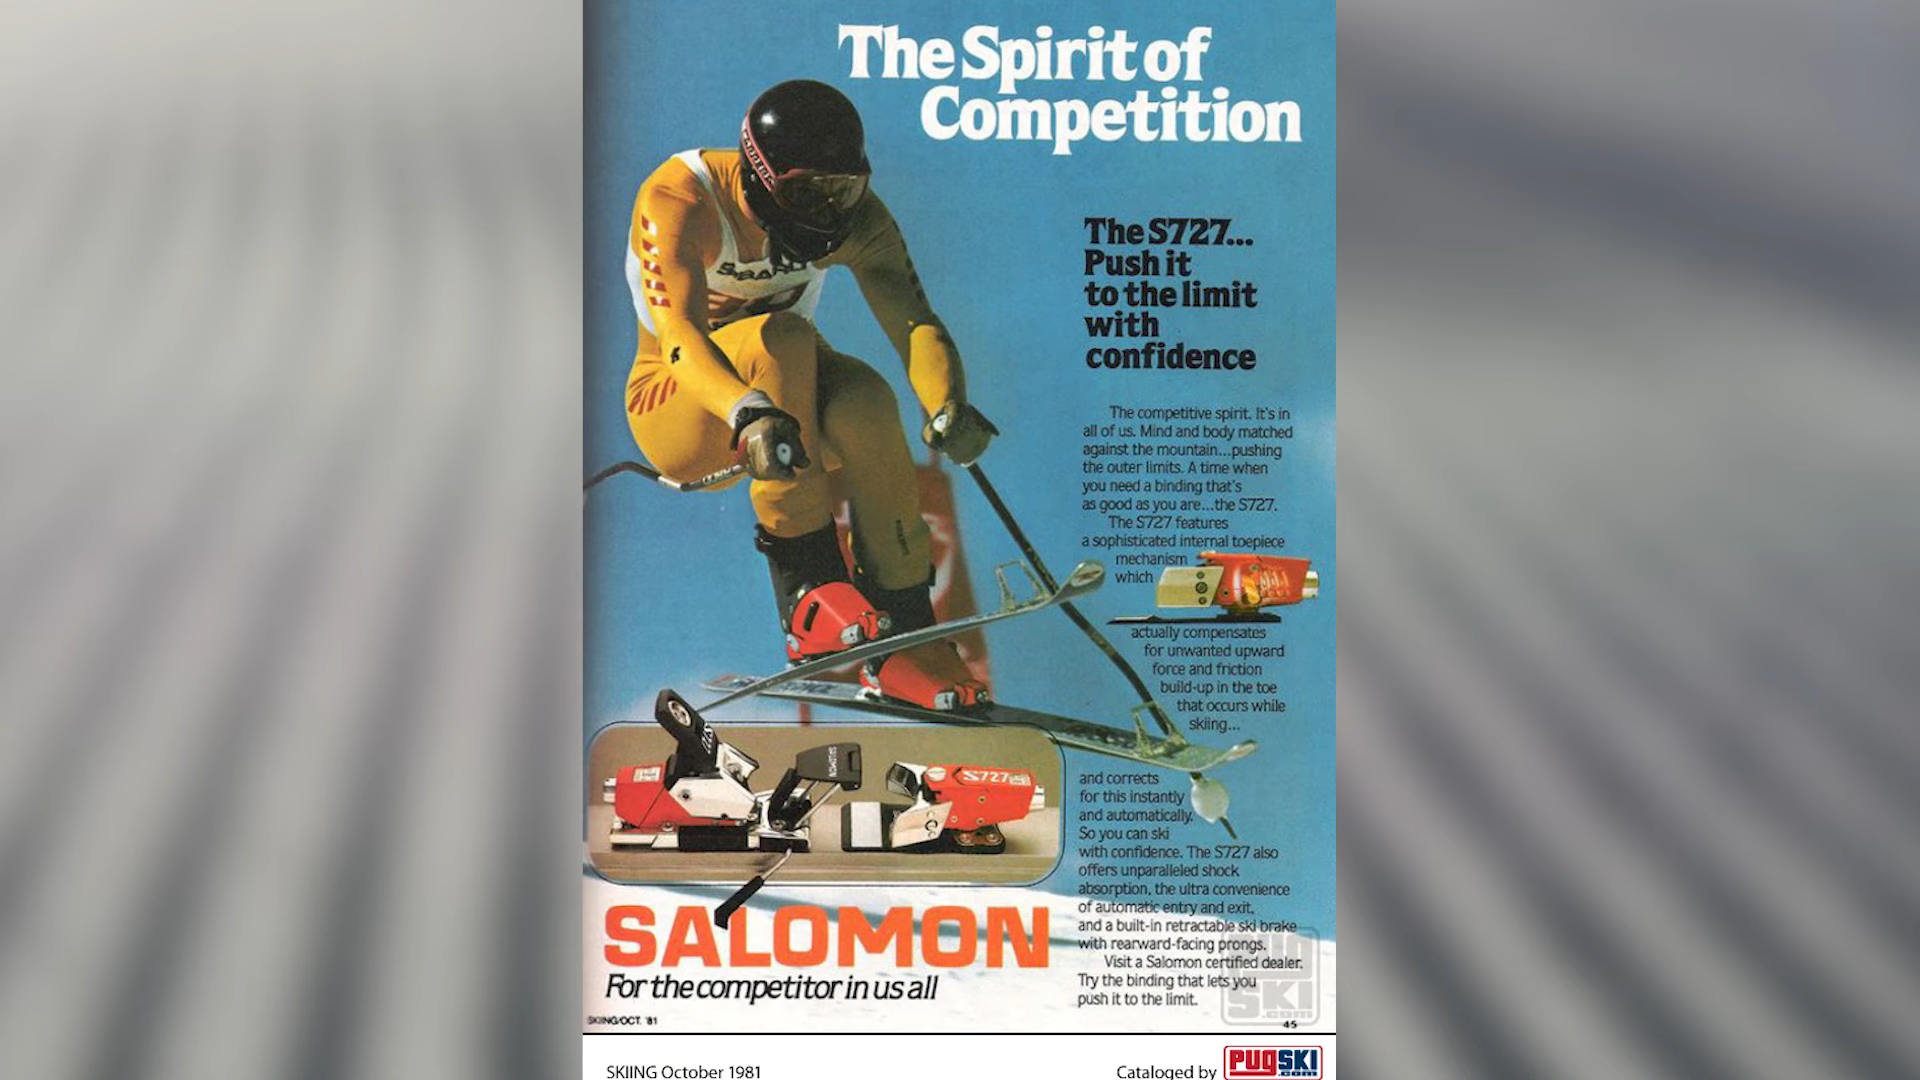 The Spirit of
Competition
The S727...
Push it
to the limit
with
confidence
The competitive spirit. It's in
all of us. Mind and body matched
against the mountain...pushing
the outer limits. A time when
you need a binding that's
as good as you are...the S727.
The S727 features
a sophisticated internal toepiece
mechanism
which
actually compensates
for unwanted upward
force and friction
build-up in the toe
that occurs while
skiing...
and corrects
for this instantly
and automatically.
So you can ski
with confidence. The S727 also
offers unparalleled shock
absorption, the ultra convenience
of automatic entry and exit,
and a built-in retractable ski brake
with rearward-facing prongs.
Visit a Salomon certified dealer.
Try the binding that lets you
push it to the limit.
SUBARU
SALOMON
S727
SALOMON
For the competitor in us all
SKIING/OCT. '81
45
PUG
SKI
.com
SKIING October 1981
Cataloged by PUGSKI
.com